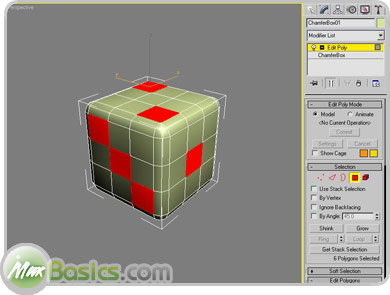 Perspective
ChamferBox01
Modifier List
Edit Poly
ChamferBox
Edit Poly Mode
Model
Animate
<No Current Operation>
Commit
Settings
Cancel
Show Cage
Selection
Use Stack Selection
By Vertex
Ignore Backfacing
By Angle: 45.0
Shrink
Grow
Ring
Loop
Get Stack Selection
6 Polygons Selected
Soft Selection
Edit Polygons
iMaxBasics.com